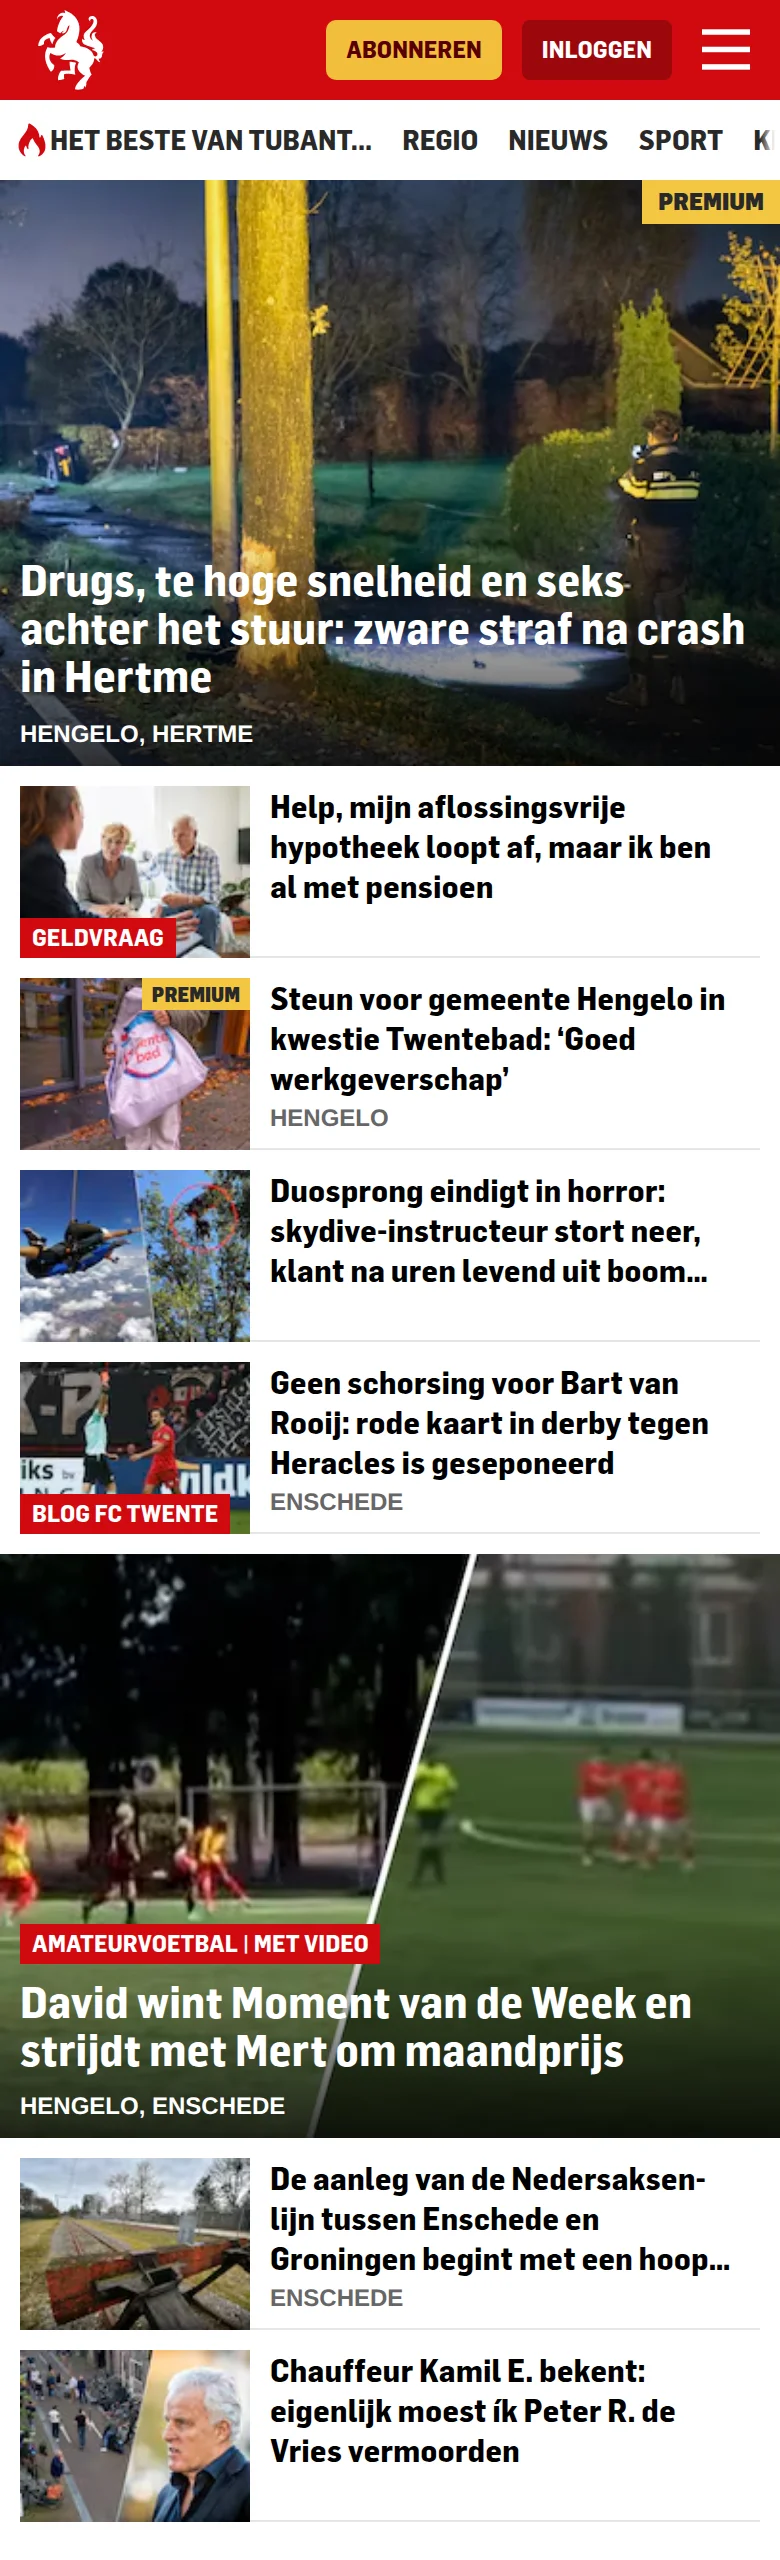 ABONNEREN
INLOGGEN
HET BESTE VAN TUBANT...
REGIO
NIEUWS
SPORT
PREMIUM
Drugs, te hoge snelheid en seks
achter het stuur: zware straf na crash
in Hertme
HENGELO, HERTME
Help, mijn aflossingsvrije
hypotheek loopt af, maar ik ben
al met pensioen
GELDVRAAG
PREMIUM
bad
Steun voor gemeente Hengelo in
kwestie Twentebad: ‘Goed
werkgeverschap’
HENGELO
Duosprong eindigt in horror:
skydive-instructeur stort neer,
klant na uren levend uit boom...
BLOG FC TWENTE
Geen schorsing voor Bart van
Rooij: rode kaart in derby tegen
Heracles is geseponeerd
ENSCHEDE
AMATEURVOETBAL | MET VIDEO
David wint Moment van de Week en
strijdt met Mert om maandprijs
HENGELO, ENSCHEDE
De aanleg van de Nedersaksen-
lijn tussen Enschede en
Groningen begint met een hoop...
ENSCHEDE
Chauffeur Kamil E. bekent:
eigenlijk moest ík Peter R. de
Vries vermoorden